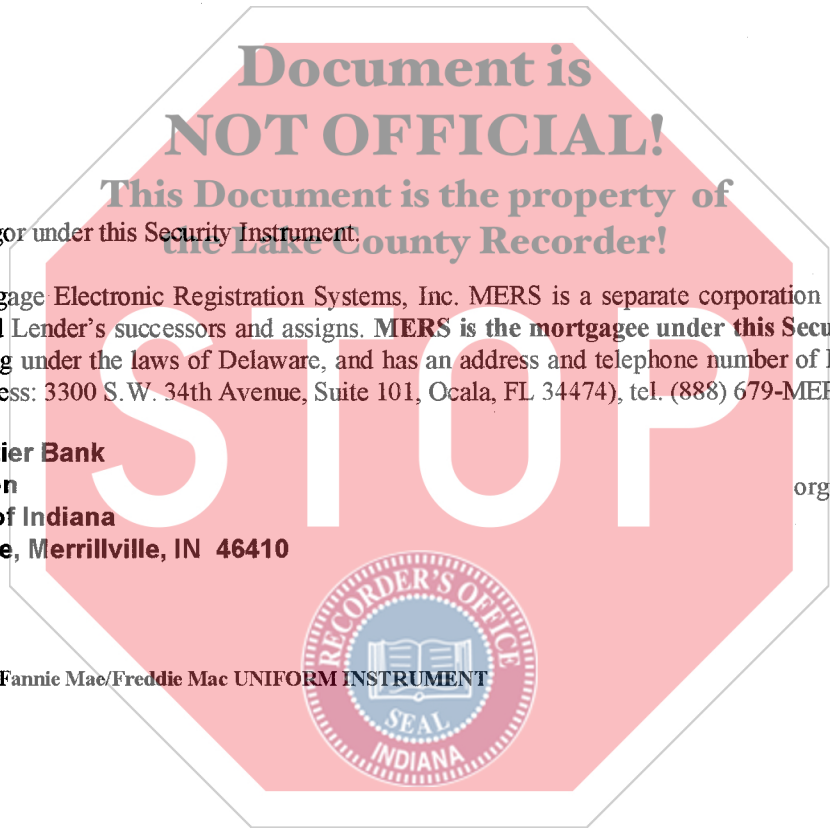 Document is
NOT OFFICIAL!
This Document is the property of
the Lake County Recorder!
gor under this Security Instrument.
gage Electronic Registration Systems, Inc. MERS is a separate corporation
Lender's successors and assigns. MERS is the mortgagee under this Secu
g under the laws of Delaware, and has an address and telephone number of
ess: 3300 S.W. 34th Avenue, Suite 101, Ocala, FL 34474), tel. (888) 679-MER
STOP
ier Bank
n
org
of Indiana
e, Merrillville, IN 46410
RECORDER'S OFFICE
SEAL
INDIANA
Fannie Mae/Freddie Mac UNIFORM INSTRUMENT